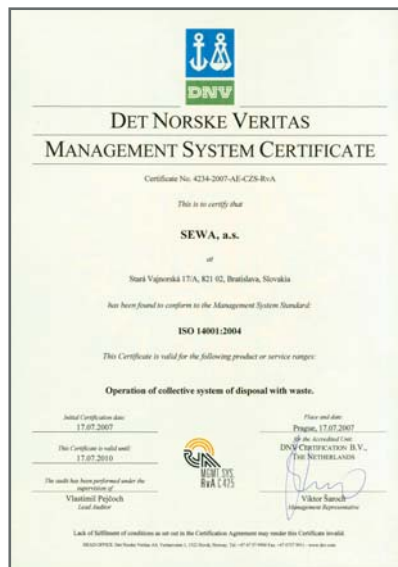 DNV
DET NORSKE VERITAS
MANAGEMENT SYSTEM CERTIFICATE
Certificate No. 4234-2007-AE-CZS-RvA
This is to certify that
SEWA, a.s.
at
Stará Vajnorská 17/A, 821 02, Bratislava, Slovakia
has been found to conform to the Management System Standard:
ISO 14001:2004
This Certificate is valid for the following product or service ranges:
Operation of collective system of disposal with waste.
Initial Certification date:
17.07.2007
This Certificate is valid until:
17.07.2010
The audit has been performed under the
supervision of
Vlastimil Pejčoch
Lead Auditor
RvA
MGMT. SYS.
RvA C 425
Place and date:
Prague, 17.07.2007
for the Accredited Unit:
DNV CERTIFICATION B.V.,
THE NETHERLANDS
Viktor Šaroch
Management Representative
Lack of fulfilment of conditions as set out in the Certification Agreement may render this Certificate invalid.